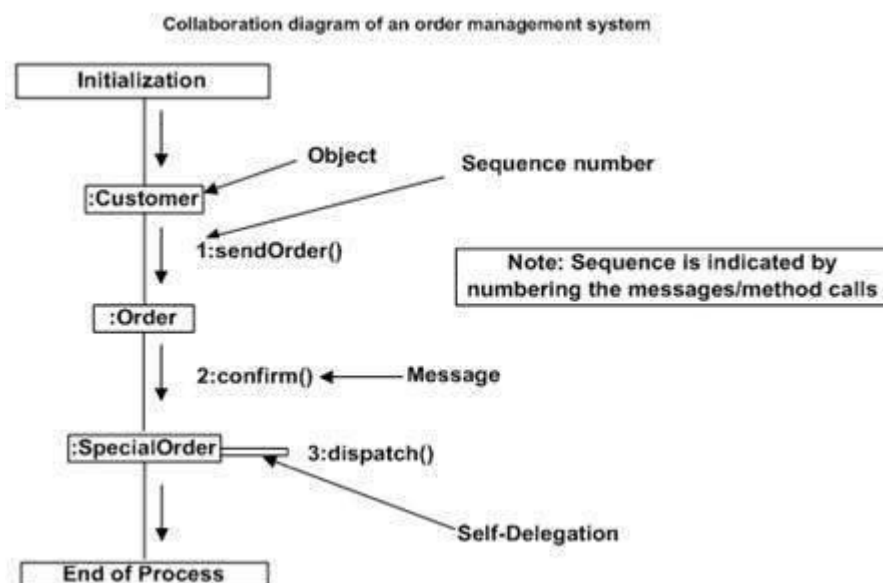 Collaboration diagram of an order management system
Initialization
Object
Sequence number
:Customer
1:sendOrder()
Note: Sequence is indicated by
numbering the messages/method calls
:Order
2:confirm()
Message
:SpecialOrder
3:dispatch()
Self-Delegation
End of Process